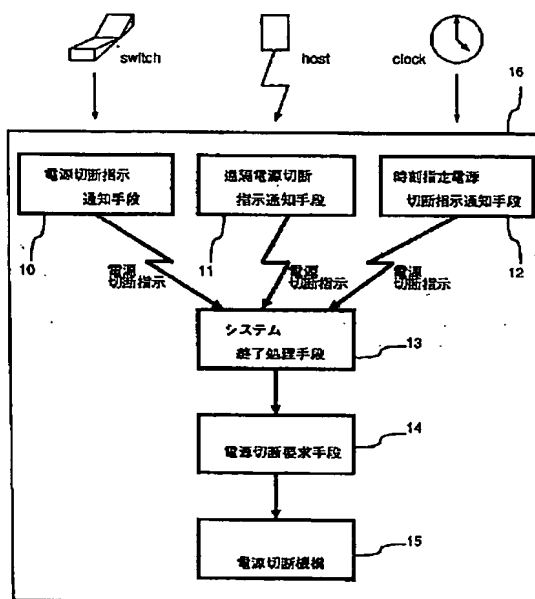 switch
host
clock
16
電源切断指示
通知手段
遠隔電源切断
指示通知手段
時刻指定電源
切断指示通知手段
10
11
12
電源
切断指示
電源
切断指示
電源
切断指示
システム
終了処理手段
13
電源切断要求手段
14
電源切断機構
15